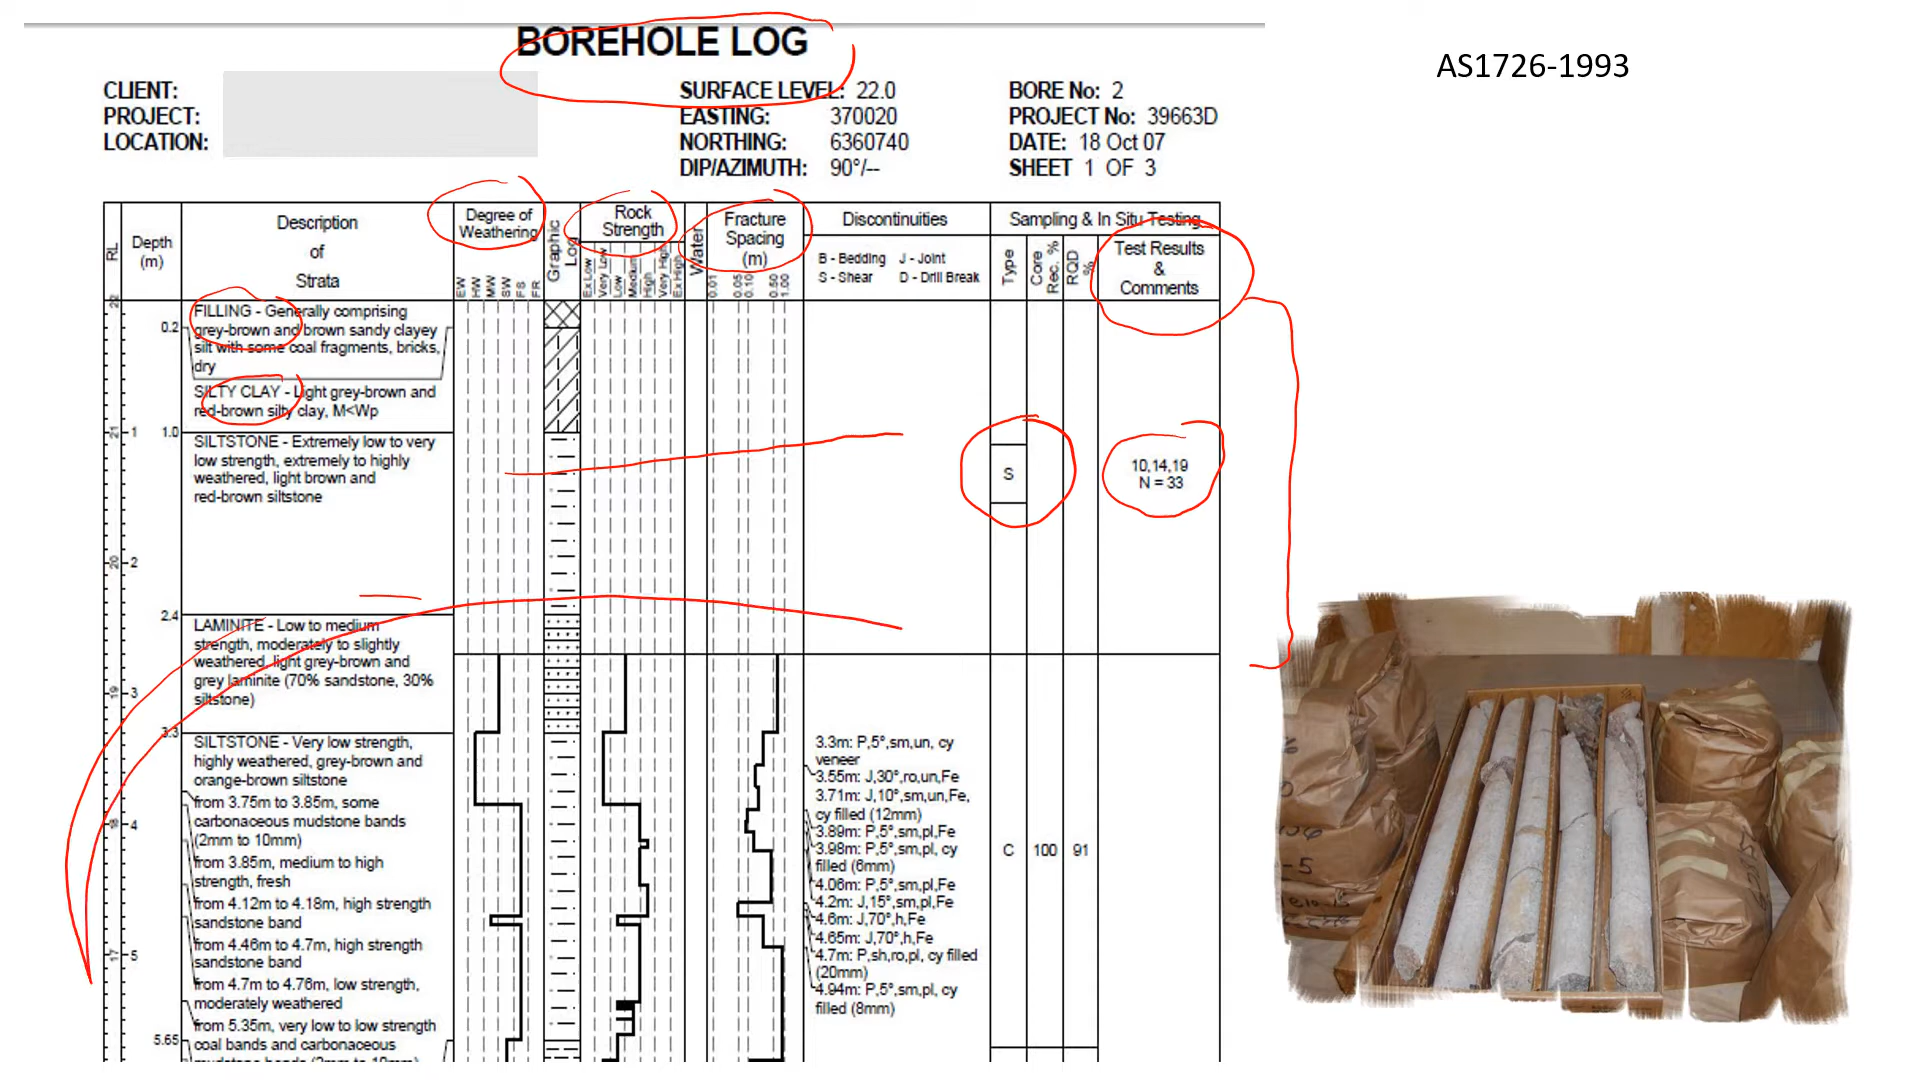 BOREHOLE LOG
AS1726-1993
CLIENT:
PROJECT:
LOCATION:
SURFACE LEVEL: 22.0
EASTING: 370020
NORTHING: 6360740
DIP/AZIMUTH: 90°/--
BORE No: 2
PROJECT No: 39663D
DATE: 18 Oct 07
SHEET 1 OF 3
RL
Depth
(m)
Description
of
Strata
Degree of
Weathering
EW
HW
MW
SW
FS
FR
Graphic
Log
Rock
Strength
Ex Low
Very Low
Low
Medium
High
Very High
Ex High
Water
Fracture
Spacing
(m)
0.01
0.05
0.10
0.50
1.00
Discontinuities
B - Bedding J - Joint
S - Shear D - Drill Break
Sampling & In Situ Testing
Type
Core
Rec. %
RQD
%
Test Results
&
Comments
22
0.2
FILLING - Generally comprising
grey-brown and brown sandy clayey
silt with some coal fragments, bricks,
dry
SILTY CLAY - Light grey-brown and
red-brown silty clay, M<Wp
21
1
1.0
SILTSTONE - Extremely low to very
low strength, extremely to highly
weathered, light brown and
red-brown siltstone
S
10,14,19
N = 33
20
2
2.4
LAMINITE - Low to medium
strength, moderately to slightly
weathered, light grey-brown and
grey laminite (70% sandstone, 30%
siltstone)
19
3
3.3
SILTSTONE - Very low strength,
highly weathered, grey-brown and
orange-brown siltstone
from 3.75m to 3.85m, some
carbonaceous mudstone bands
(2mm to 10mm)
from 3.85m, medium to high
strength, fresh
from 4.12m to 4.18m, high strength
sandstone band
from 4.46m to 4.7m, high strength
sandstone band
from 4.7m to 4.76m, low strength,
moderately weathered
from 5.35m, very low to low strength
coal bands and carbonaceous
18
4
17
5
5.65
3.3m: P,5°,sm,un, cy
veneer
3.55m: J,30°,ro,un,Fe
3.71m: J,10°,sm,un,Fe,
cy filled (12mm)
3.89m: P,5°,sm,pl,Fe
3.98m: P,5°,sm,pl, cy
filled (6mm)
4.06m: P,5°,sm,pl,Fe
4.2m: J,15°,sm,pl,Fe
4.6m: J,70°,h,Fe
4.65m: J,70°,h,Fe
4.7m: P,sh,ro,pl, cy filled
(20mm)
4.94m: P,5°,sm,pl, cy
filled (8mm)
C 100 91